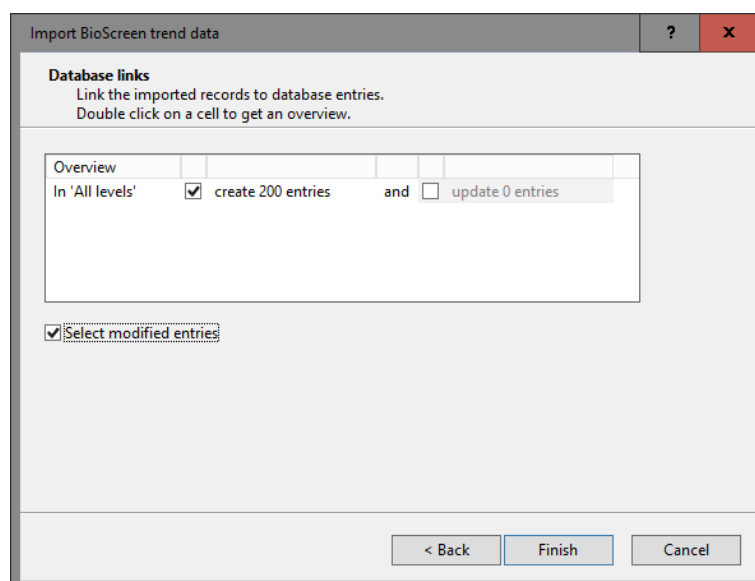 Import BioScreen trend data
? x
Database links
Link the imported records to database entries.
Double click on a cell to get an overview.
Overview
In 'All levels' create 200 entries and update 0 entries
Select modified entries
< Back Finish Cancel